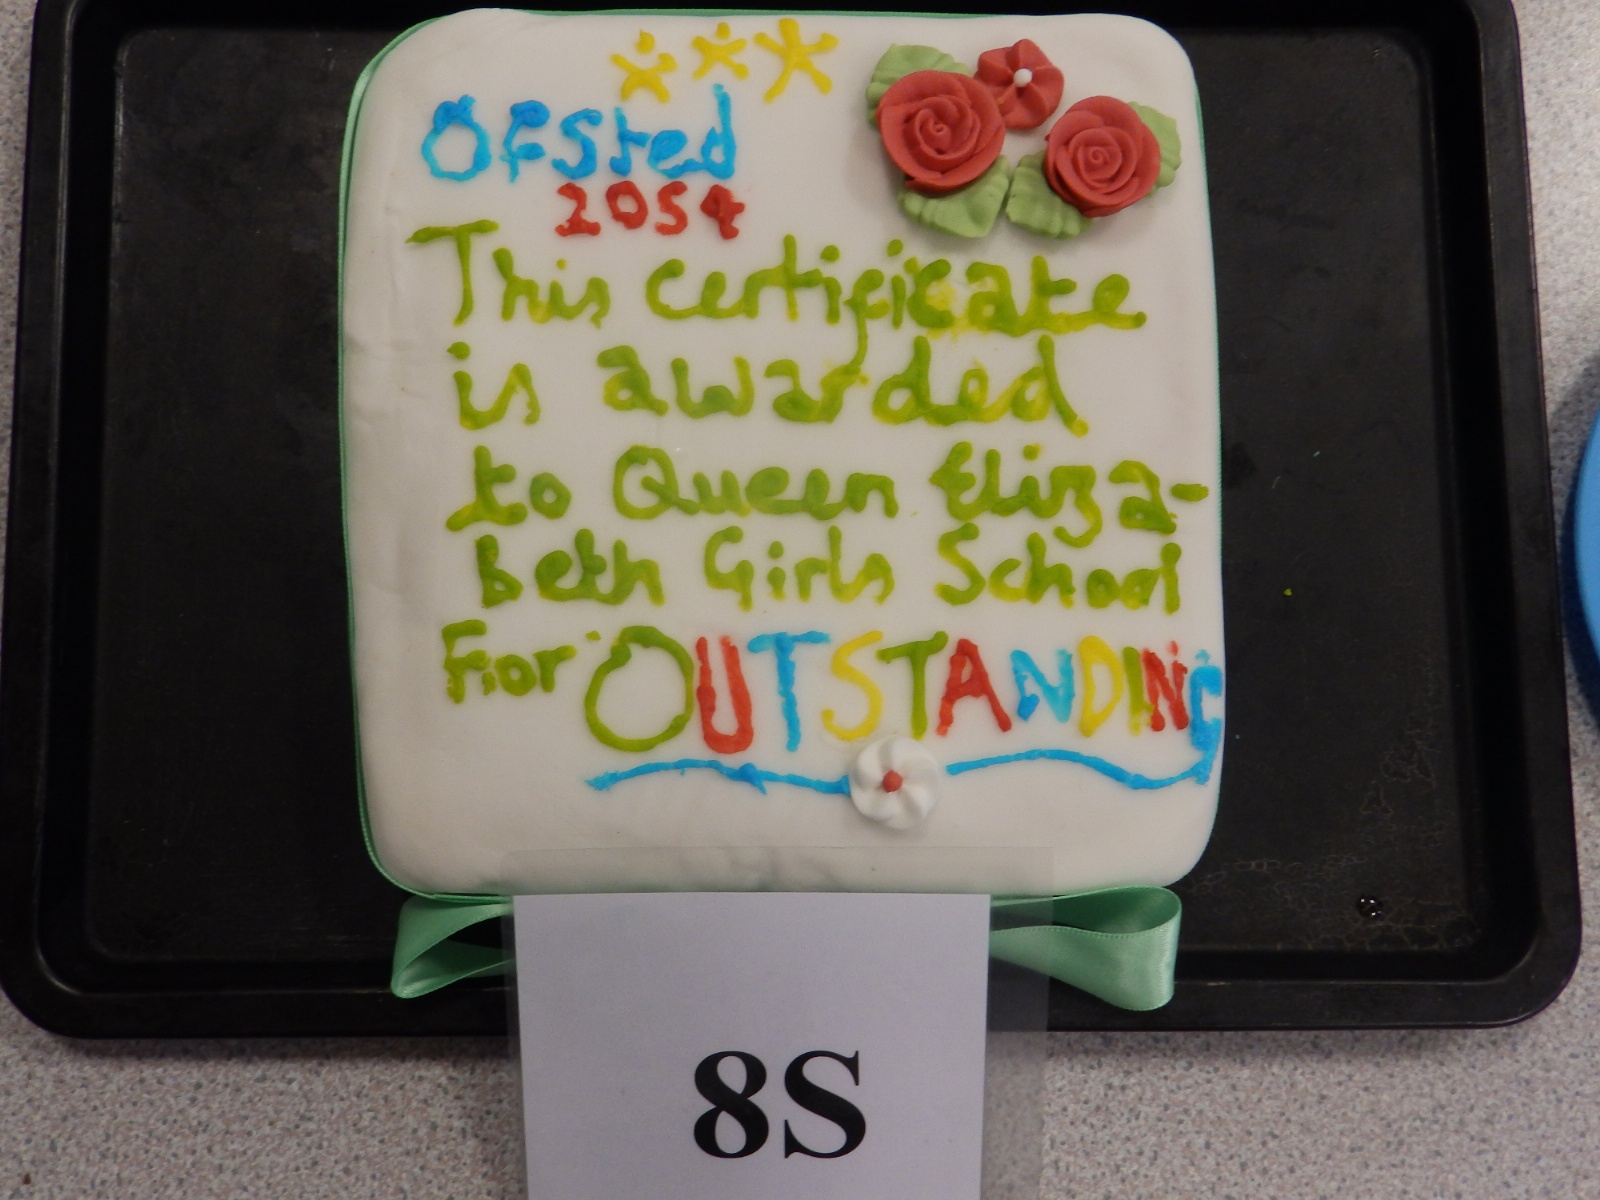 Ofsted
2054
This certificate
is awarded
to Queen Eliza-
beth Girls School
For OUTSTANDING
8S